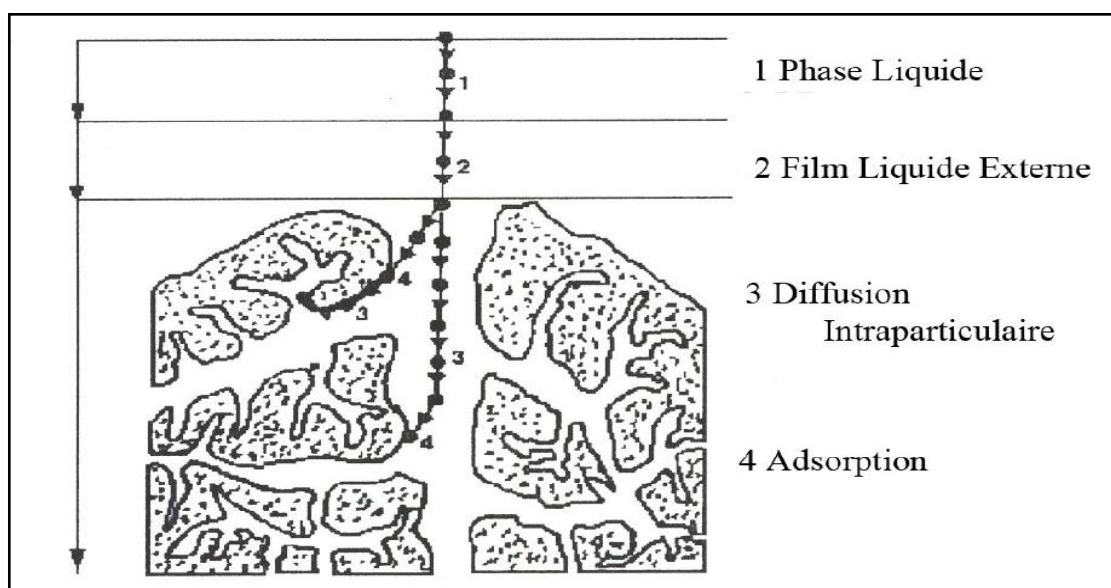 1 Phase Liquide
1
2 Film Liquide Externe
2
4
3
3 Diffusion
Intraparticulaire
3
4
4 Adsorption